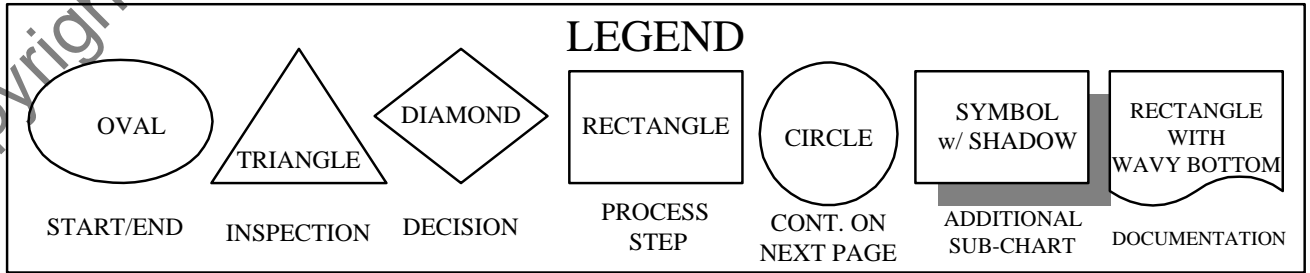 LEGEND
OVAL
TRIANGLE
DIAMOND
RECTANGLE
CIRCLE
SYMBOL
w/ SHADOW
RECTANGLE
WITH
WAVY BOTTOM
START/END
INSPECTION
DECISION
PROCESS
STEP
CONT. ON
NEXT PAGE
ADDITIONAL
SUB-CHART
DOCUMENTATION